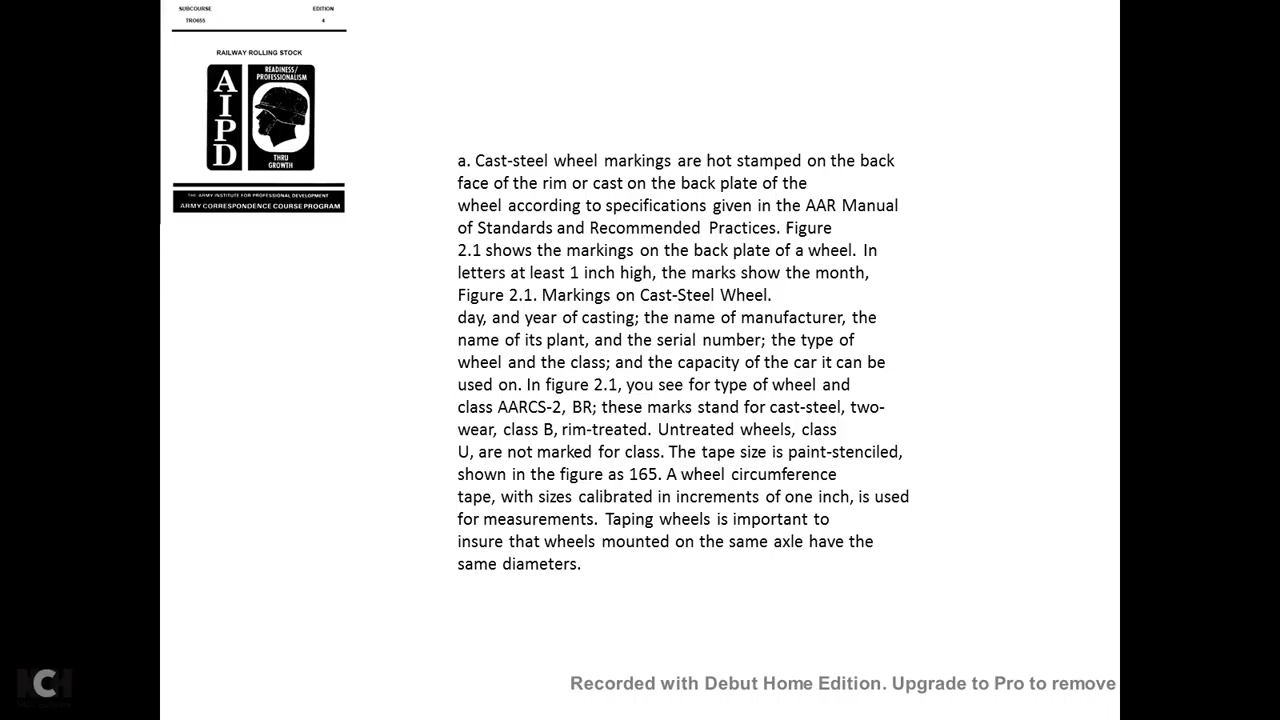 SUBCOURSE EDITION
TRO655 4
RAILWAY ROLLING STOCK
AIPD
READINESS/
PROFESSIONALISM
THRU
GROWTH
THE ARMY INSTITUTE FOR PROFESSIONAL DEVELOPMENT
ARMY CORRESPONDENCE COURSE PROGRAM
a. Cast-steel wheel markings are hot stamped on the back
face of the rim or cast on the back plate of the
wheel according to specifications given in the AAR Manual
of Standards and Recommended Practices. Figure
2.1 shows the markings on the back plate of a wheel. In
letters at least 1 inch high, the marks show the month,
Figure 2.1. Markings on Cast-Steel Wheel.
day, and year of casting; the name of manufacturer, the
name of its plant, and the serial number; the type of
wheel and the class; and the capacity of the car it can be
used on. In figure 2.1, you see for type of wheel and
class AARCS-2, BR; these marks stand for cast-steel, two-
wear, class B, rim-treated. Untreated wheels, class
U, are not marked for class. The tape size is paint-stenciled,
shown in the figure as 165. A wheel circumference
tape, with sizes calibrated in increments of one inch, is used
for measurements. Taping wheels is important to
insure that wheels mounted on the same axle have the
same diameters.
NCH
Recorded with Debut Home Edition. Upgrade to Pro to remove